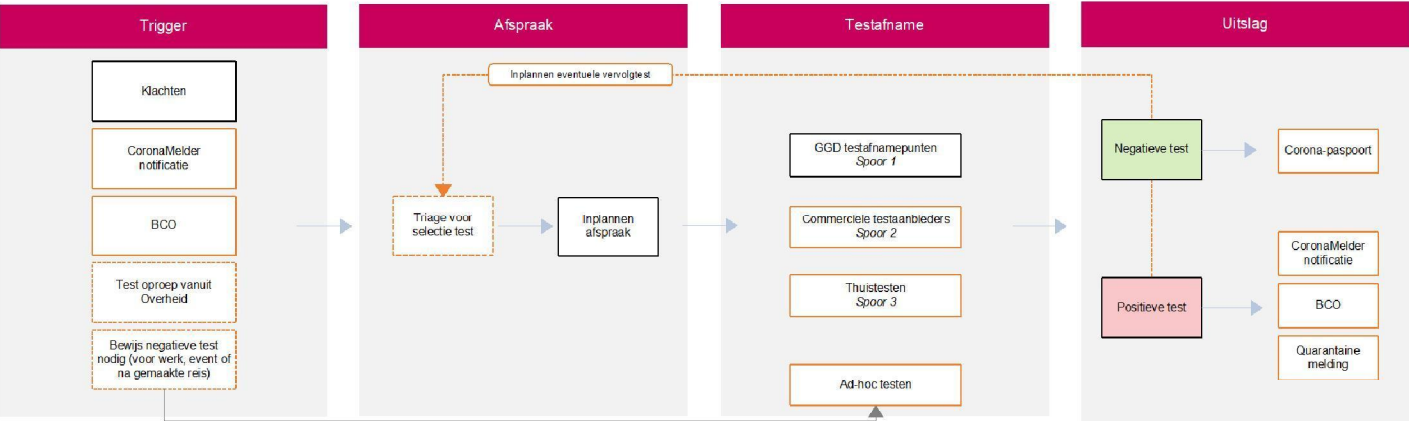 Trigger
Klachten
CoronaMelder
notificatie
BCO
Test oproep vanuit
Overheid
Bewijs negatieve test
nodig (voor werk, event of
na gemaakte reis)
Afspraak
Inplannen eventuele vervolgtest
Triage voor
selectie test
Inplannen
afspraak
Testafname
GGD testafnamepunten
Spoor 1
Commerciele testaanbieders
Spoor 2
Thuistesten
Spoor 3
Ad-hoc testen
Uitslag
Negatieve test
Corona-paspoort
Positieve test
CoronaMelder
notificatie
BCO
Quarantaine
melding